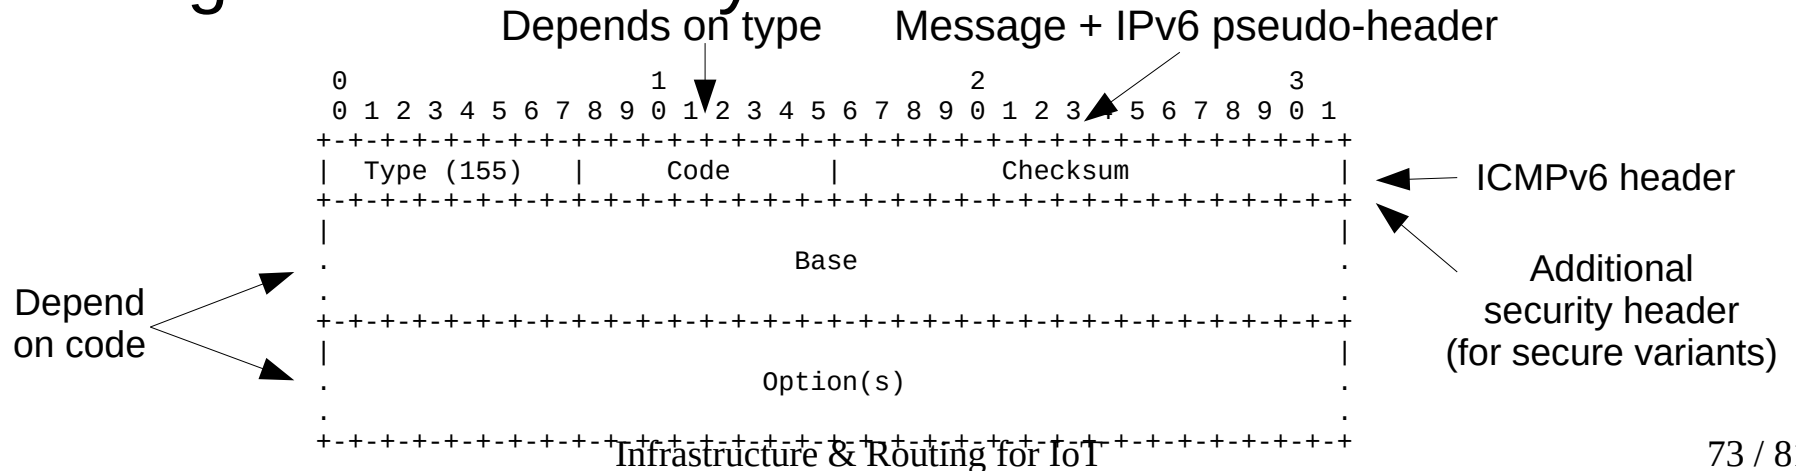 Depends on type Message + IPv6 pseudo-header
0 1 2 3
0 1 2 3 4 5 6 7 8 9 0 1 2 3 4 5 6 7 8 9 0 1 2 3 4 5 6 7 8 9 0 1
+-+-+-+-+-+-+-+-+-+-+-+-+-+-+-+-+-+-+-+-+-+-+-+-+-+-+-+-+-+-+-+-+
| Type (155) | Code | Checksum |
ICMPv6 header
+-+-+-+-+-+-+-+-+-+-+-+-+-+-+-+-+-+-+-+-+-+-+-+-+-+-+-+-+-+-+-+-+
| |
. Base .
. .
+-+-+-+-+-+-+-+-+-+-+-+-+-+-+-+-+-+-+-+-+-+-+-+-+-+-+-+-+-+-+-+-+
Depend
on code
Additional
security header
(for secure variants)
| |
. Option(s) .
. .
+-+-+-+-+-+-+-+-+-+-+-+-+-+-+-+-+-+-+-+-+-+-+-+-+-+-+-+-+-+-+-+-+
Infrastructure & Routing for IoT
73 / 81